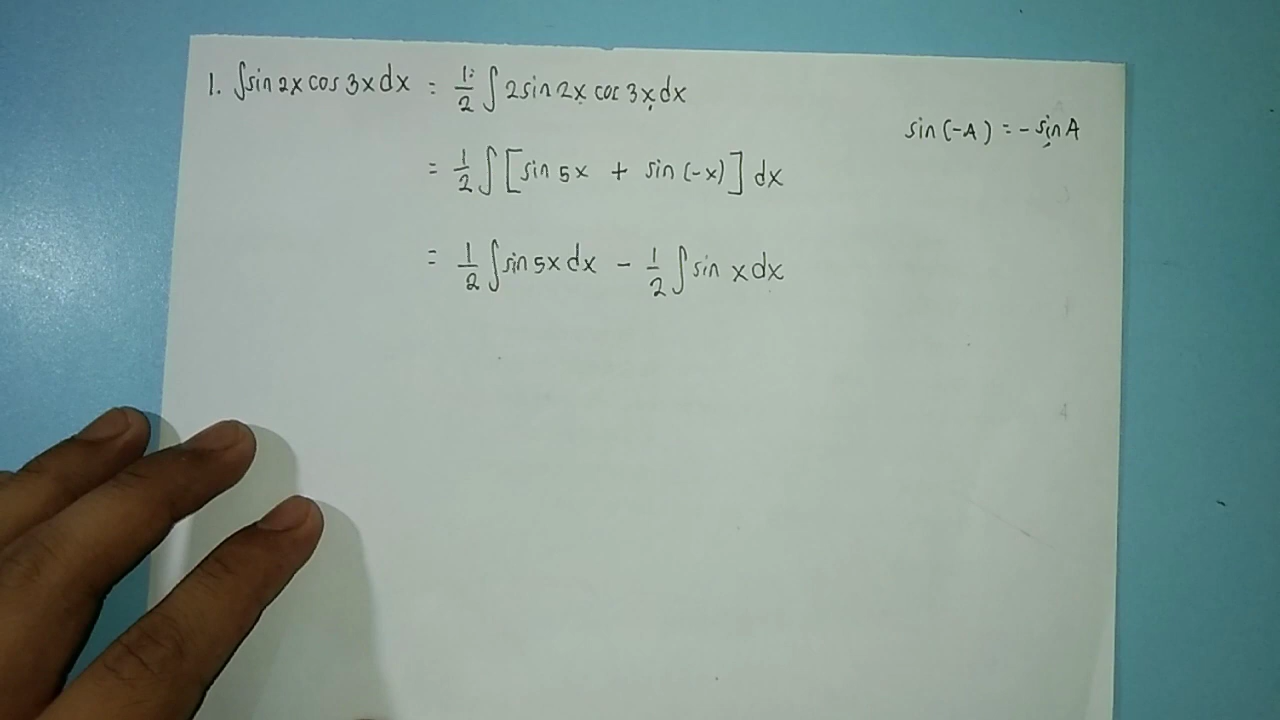 1. ∫sin 2x cos 3x dx = 1/2 ∫ 2sin 2x cos 3x dx
sin (-A) = - sin A
= 1/2 ∫ [sin 5x + sin (-x)] dx
= 1/2 ∫ sin 5x dx - 1/2 ∫ sin x dx